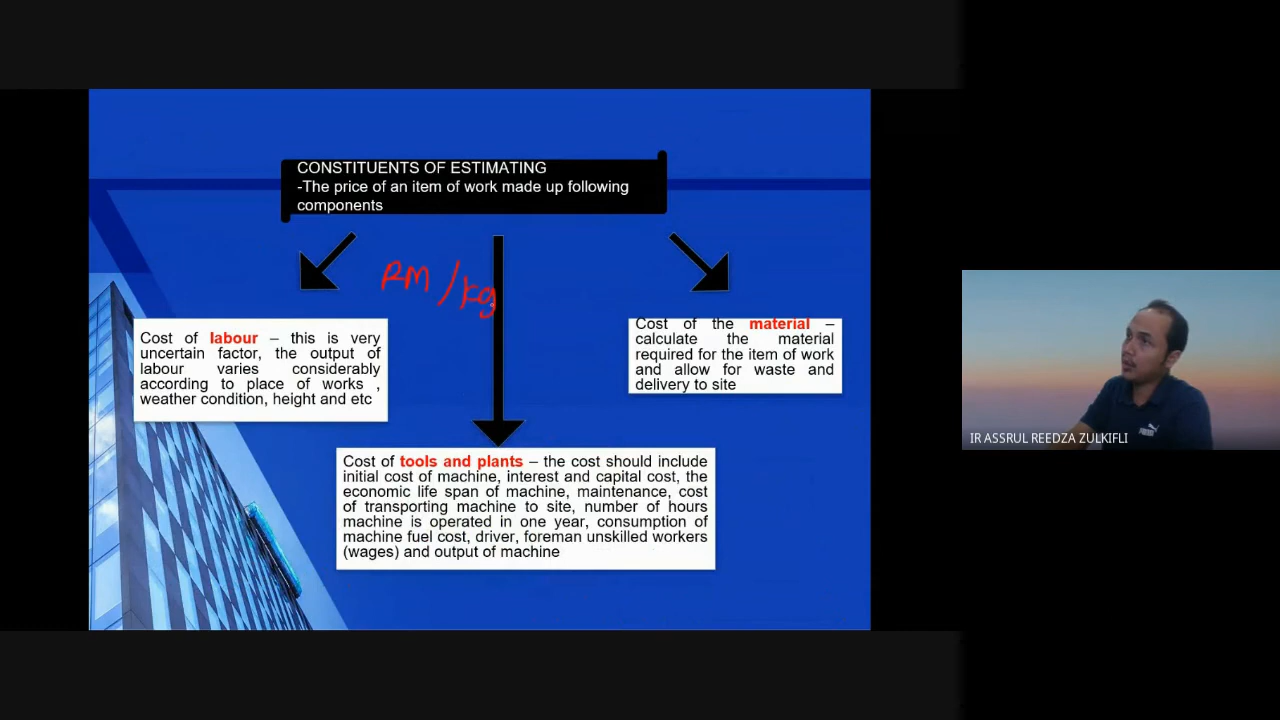 CONSTITUENTS OF ESTIMATING
-The price of an item of work made up following
components
RM /kg
Cost of labour – this is very
uncertain factor, the output of
labour varies considerably
according to place of works ,
weather condition, height and etc
Cost of the material –
calculate the material
required for the item of work
and allow for waste and
delivery to site
Cost of tools and plants – the cost should include
initial cost of machine, interest and capital cost, the
economic life span of machine, maintenance, cost
of transporting machine to site, number of hours
machine is operated in one year, consumption of
machine fuel cost, driver, foreman unskilled workers
(wages) and output of machine
IR ASSRUL REEDZA ZULKIFLI